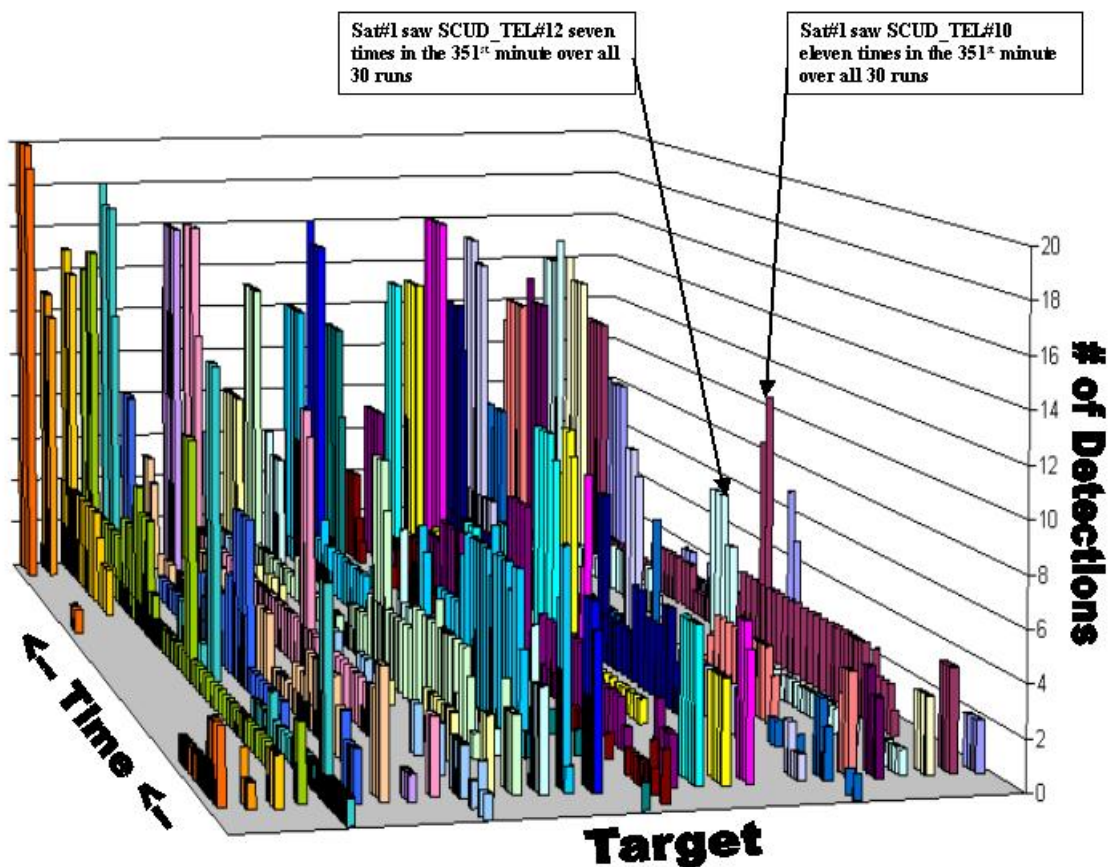 Sat#1 saw SCUD_TEL#12 seven
times in the 351st minute over all
30 runs
Sat#1 saw SCUD_TEL#10
eleven times in the 351st minute
over all 30 runs
20
18
16
14
12
10
8
6
4
2
0
# of Detections
<-- Time <--
Target